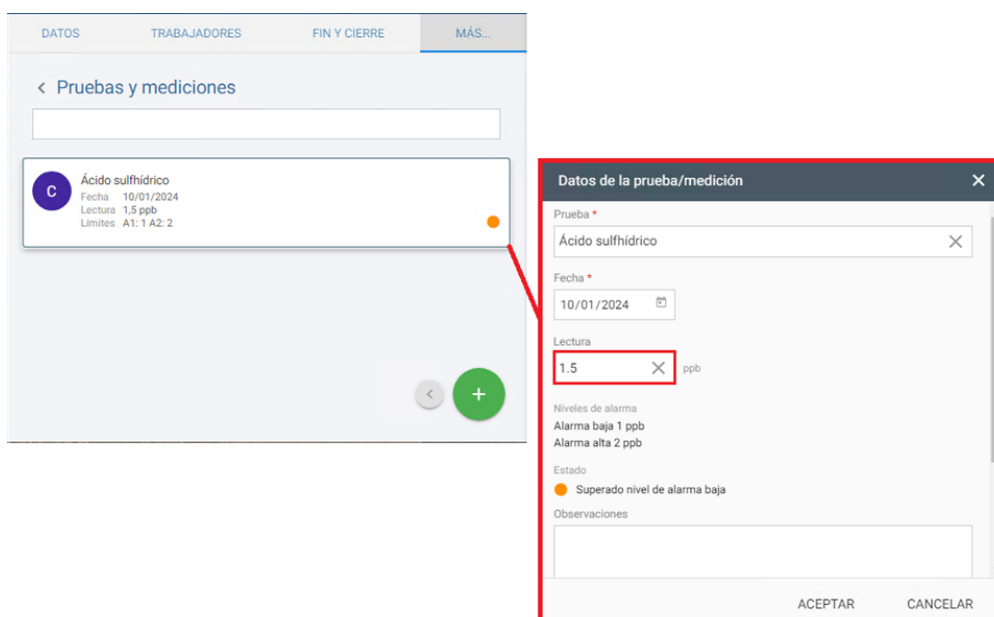 DATOS TRABAJADORES FIN Y CIERRE MÁS...
< Pruebas y mediciones
C
Ácido sulfhídrico
Fecha 10/01/2024
Lectura 1,5 ppb
Límites A1: 1 A2: 2
Datos de la prueba/medición
Prueba *
Ácido sulfhídrico
Fecha *
10/01/2024
Lectura
1.5 ppb
Niveles de alarma
Alarma baja 1 ppb
Alarma alta 2 ppb
Estado
Superado nivel de alarma baja
Observaciones
ACEPTAR CANCELAR